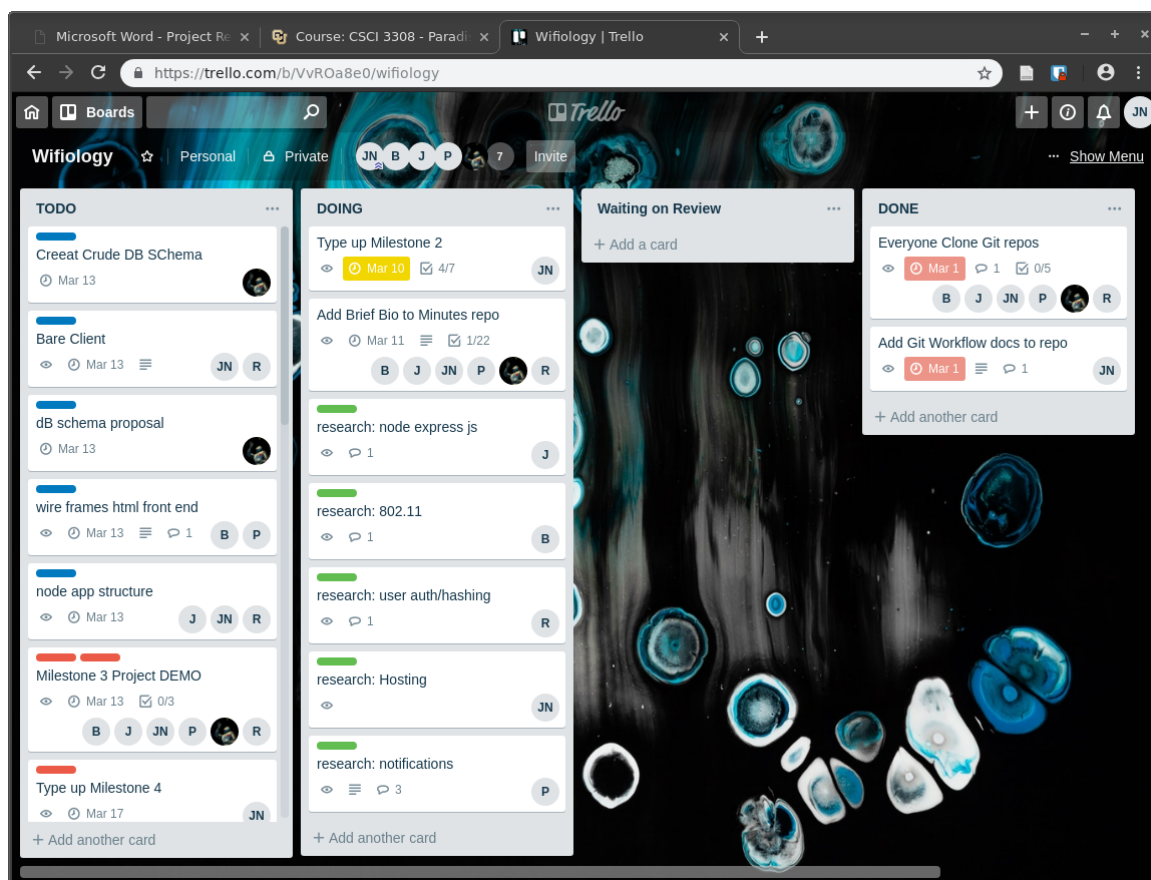 Microsoft Word - Project Re
Course: CSCI 3308 - Paradi
Wifiology | Trello
https://trello.com/b/VvROa8e0/wifiology
Boards
Trello
JN
Wifiology
Personal
Private
JN B J P 7
Invite
Show Menu
TODO
Creeat Crude DB SChema
Mar 13
Bare Client
Mar 13 JN R
dB schema proposal
Mar 13
wire frames html front end
Mar 13 1 B P
node app structure
Mar 13 J JN R
Milestone 3 Project DEMO
Mar 13 0/3
B J JN P R
Type up Milestone 4
Mar 17 JN
+ Add another card
DOING
Type up Milestone 2
Mar 10 4/7 JN
Add Brief Bio to Minutes repo
Mar 11 1/22
B J JN P R
research: node express js
1 J
research: 802.11
1 B
research: user auth/hashing
1 R
research: Hosting
JN
research: notifications
3 P
+ Add another card
Waiting on Review
+ Add a card
DONE
Everyone Clone Git repos
Mar 1 1 0/5
B J JN P R
Add Git Workflow docs to repo
Mar 1 1 JN
+ Add another card